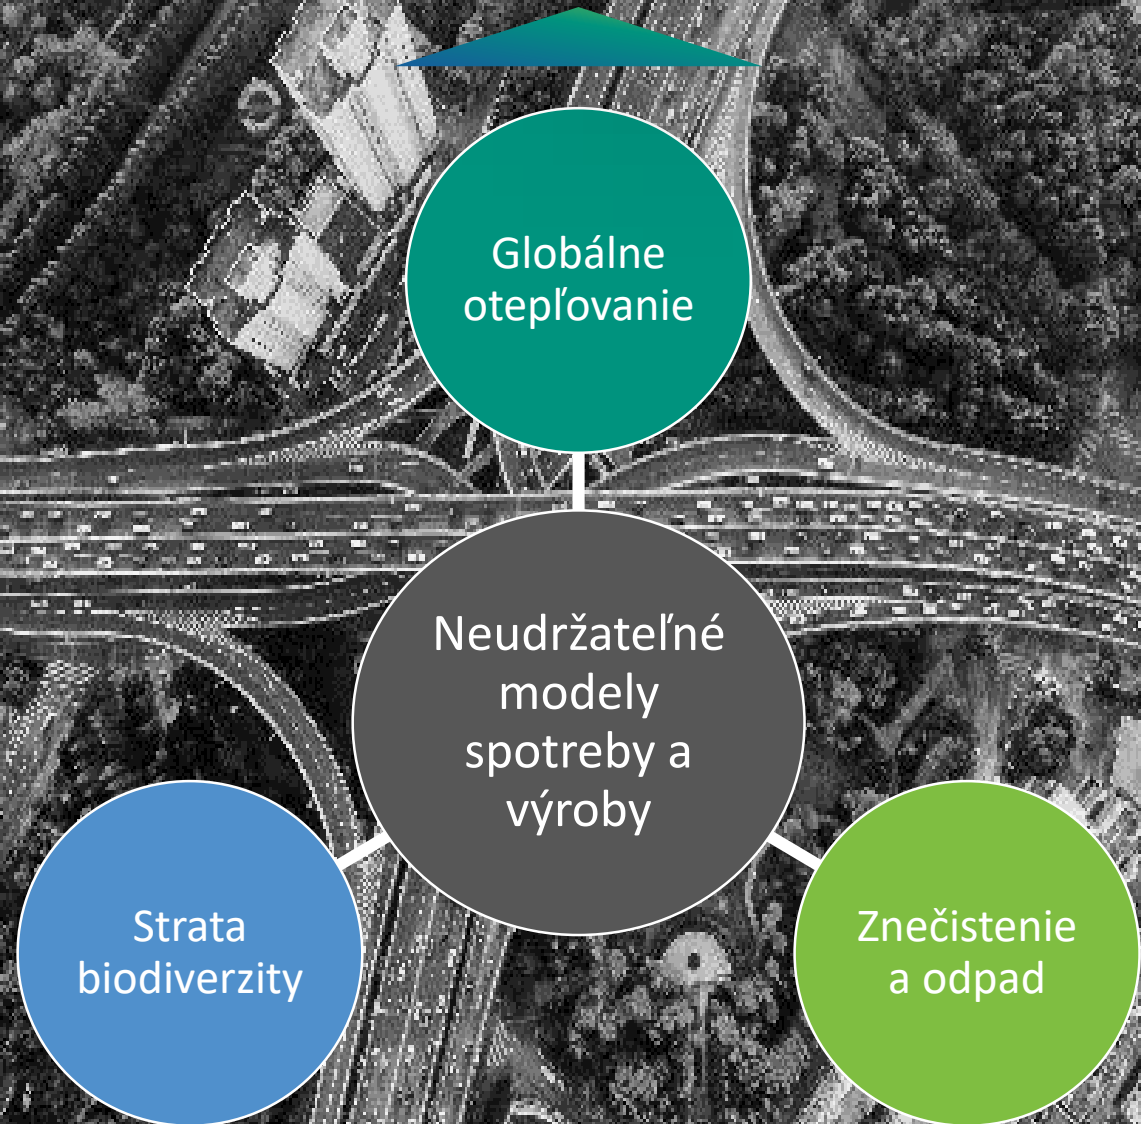 Globálne
otepľovanie
Neudržateľné
modely
spotreby a
výroby
Strata
biodiverzity
Znečistenie
a odpad